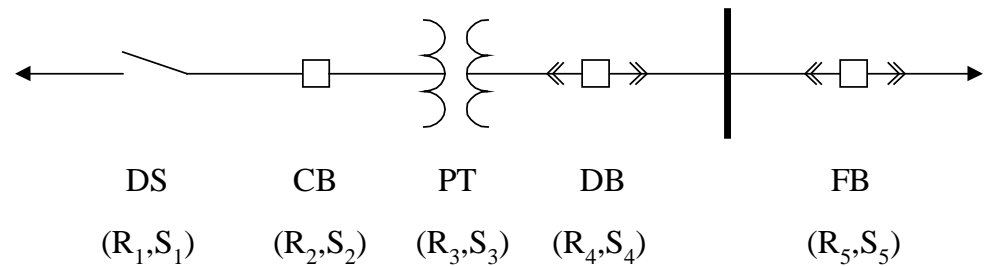 DS CB PT DB FB
(R₁,S₁) (R₂,S₂) (R₃,S₃) (R₄,S₄) (R₅,S₅)